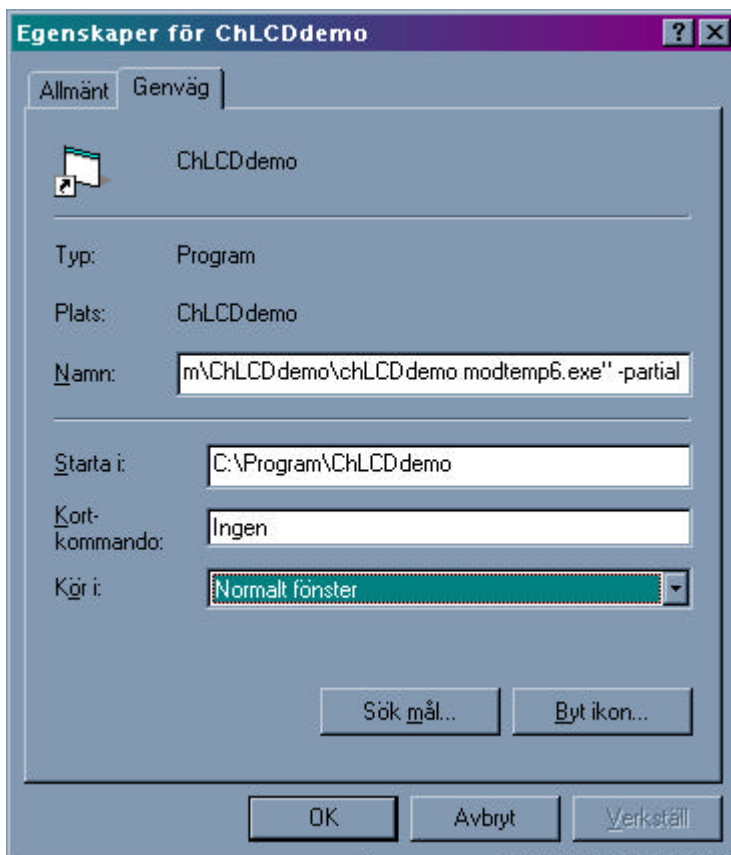 Egenskaper för ChLCDdemo
Allmänt Genväg
ChLCDdemo
Typ: Program
Plats: ChLCDdemo
Namn: m\ChLCDdemo\chLCDdemo modtemp6.exe" -partial
Starta i: C:\Program\ChLCDdemo
Kort-
kommando: Ingen
Kör i: Normalt fönster
Sök mål... Byt ikon...
OK Avbryt Verkställ